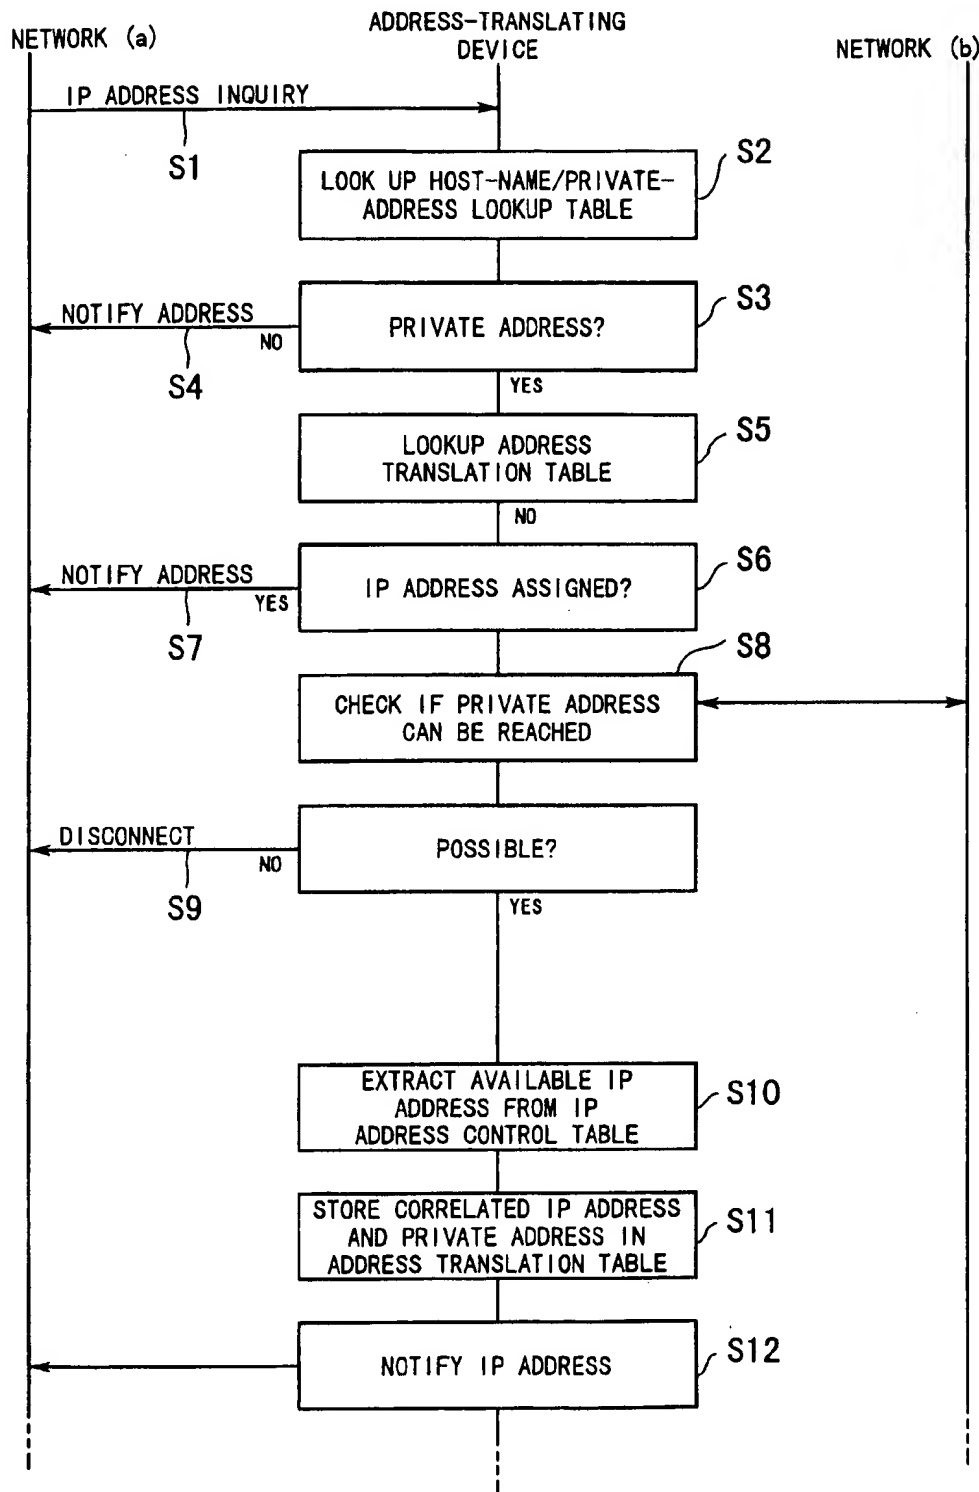 NETWORK (a)
ADDRESS-TRANSLATING
DEVICE
NETWORK (b)
IP ADDRESS INQUIRY
S1
LOOK UP HOST-NAME/PRIVATE-
ADDRESS LOOKUP TABLE
S2
NOTIFY ADDRESS
NO
S4
PRIVATE ADDRESS?
S3
YES
LOOKUP ADDRESS
TRANSLATION TABLE
S5
NO
NOTIFY ADDRESS
YES
S7
IP ADDRESS ASSIGNED?
S6
CHECK IF PRIVATE ADDRESS
CAN BE REACHED
S8
DISCONNECT
NO
S9
POSSIBLE?
YES
EXTRACT AVAILABLE IP
ADDRESS FROM IP
ADDRESS CONTROL TABLE
S10
STORE CORRELATED IP ADDRESS
AND PRIVATE ADDRESS IN
ADDRESS TRANSLATION TABLE
S11
NOTIFY IP ADDRESS
S12